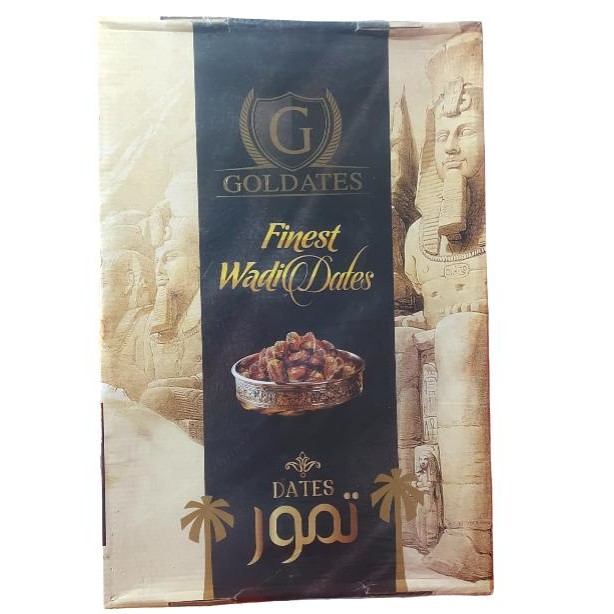 G
GOLDATES
Finest
Wadi Dates
DATES
تمور